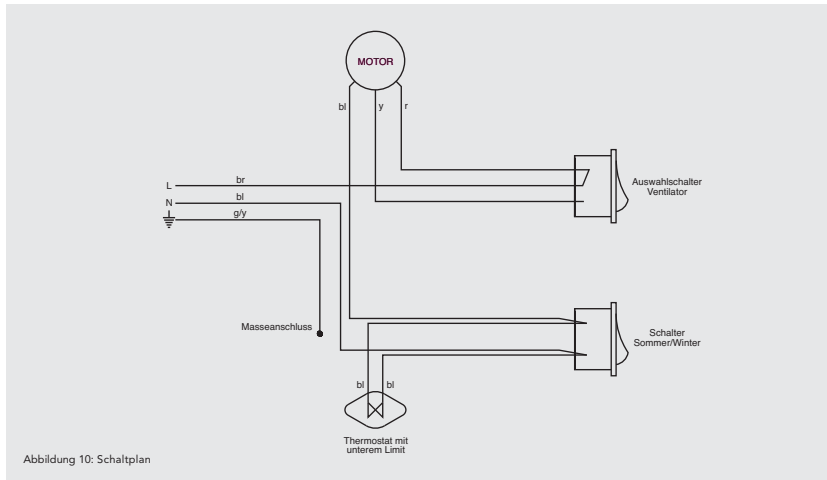 MOTOR
bl
y
r
Auswahlschalter
Ventilator
L
br
N
bl
g/y
Masseanschluss
Schalter
Sommer/Winter
bl
bl
Thermostat mit
unterem Limit
Abbildung 10: Schaltplan